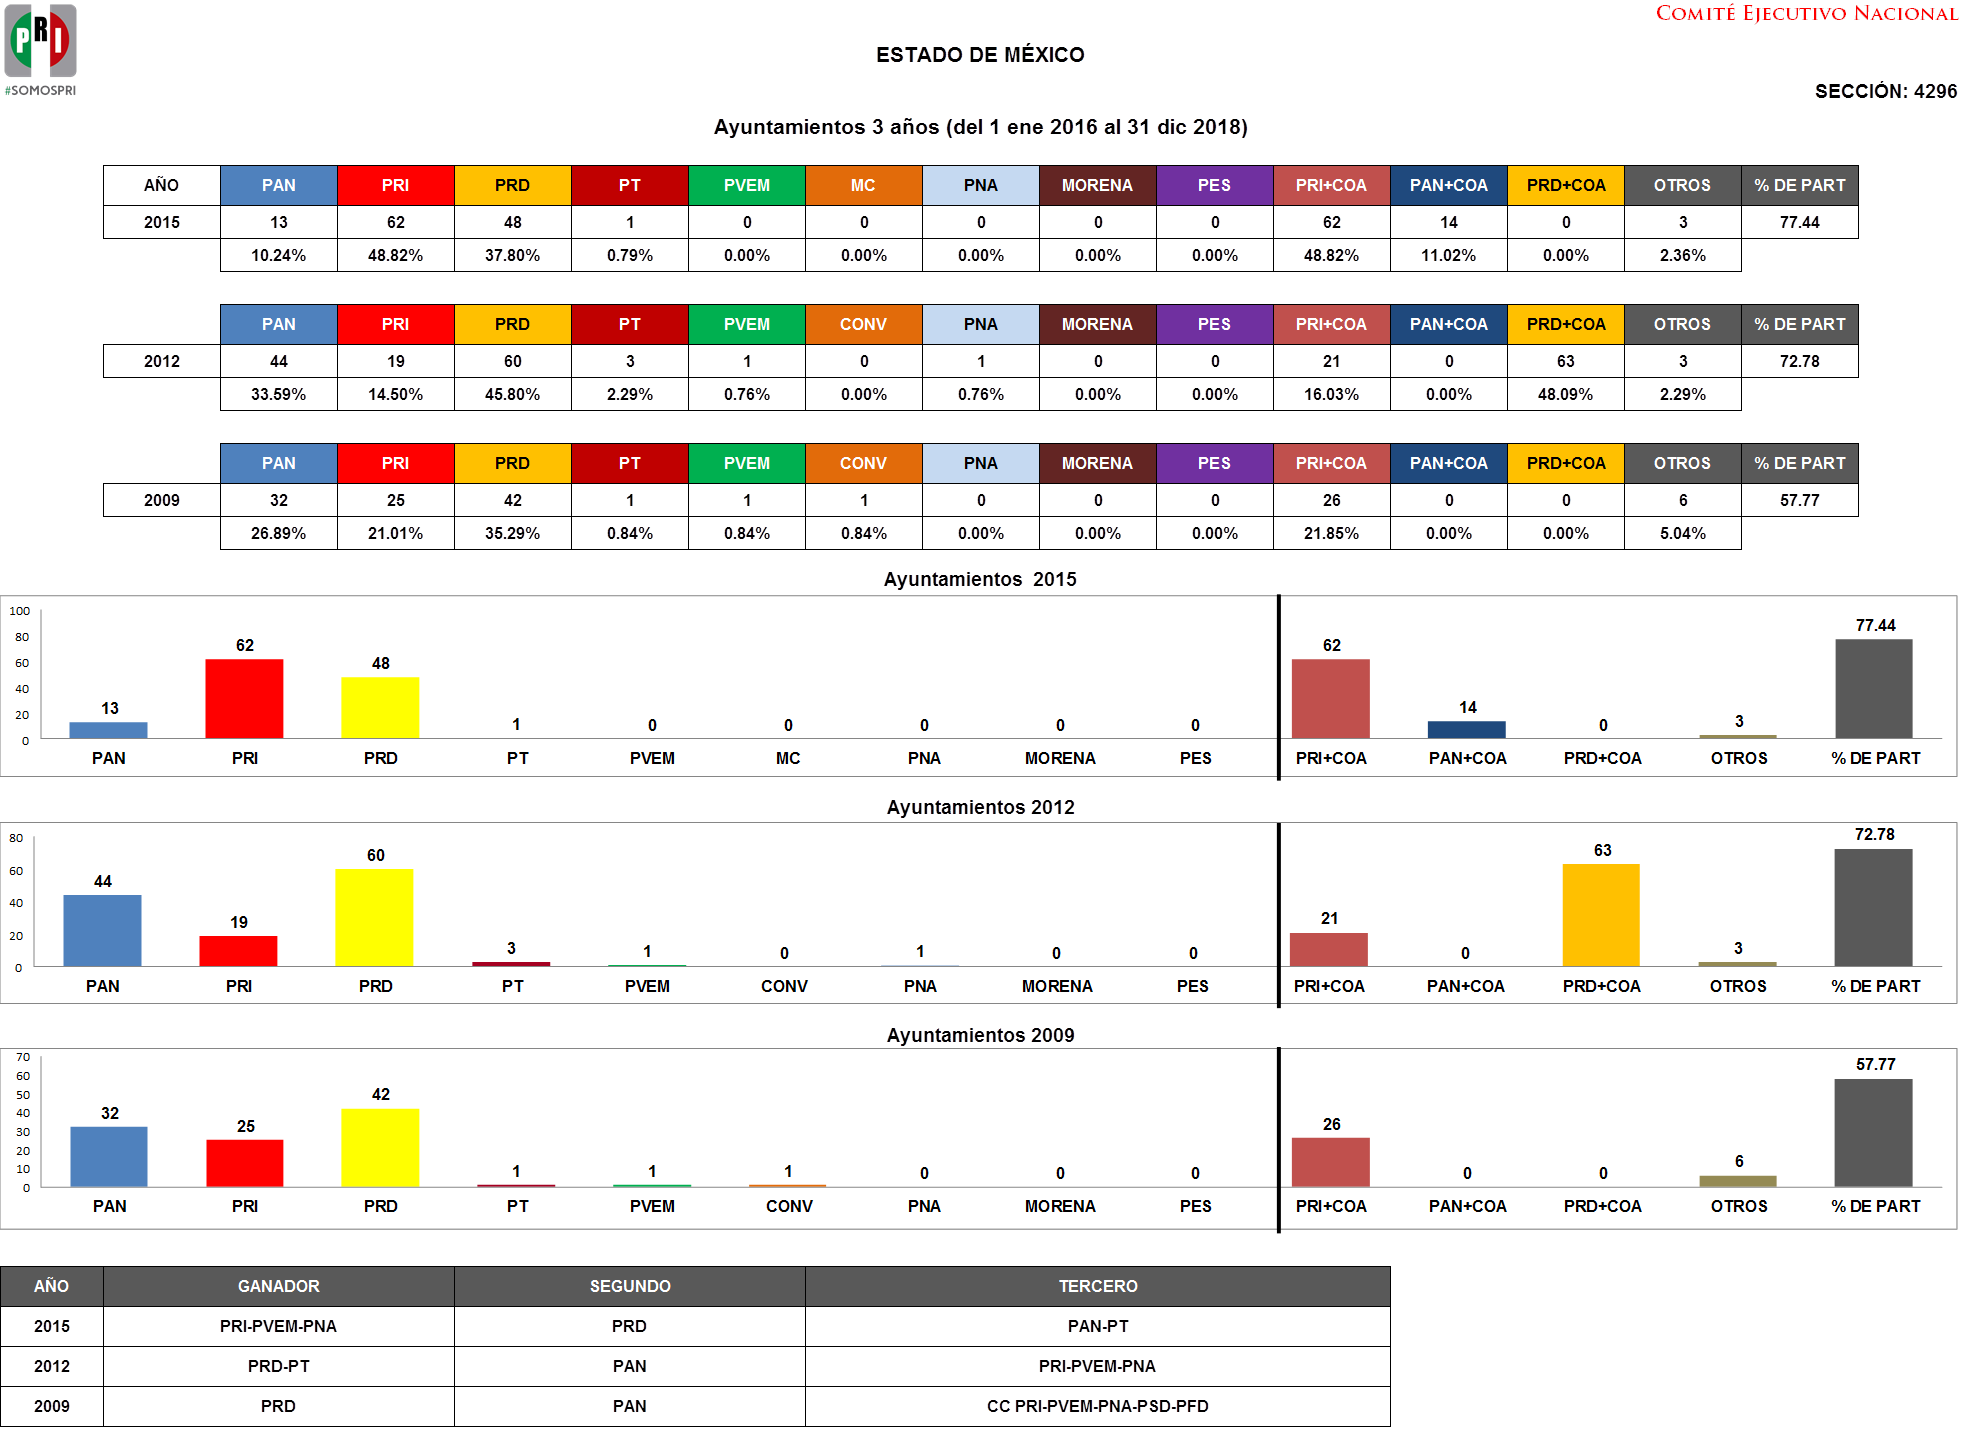 PRI
#SOMOSPRI
COMITÉ EJECUTIVO NACIONAL
ESTADO DE MÉXICO
SECCIÓN: 4296
Ayuntamientos 3 años (del 1 ene 2016 al 31 dic 2018)
AÑO PAN PRI PRD PT PVEM MC PNA MORENA PES PRI+COA PAN+COA PRD+COA OTROS % DE PART
2015 13 62 48 1 0 0 0 0 0 62 14 0 3 77.44
10.24% 48.82% 37.80% 0.79% 0.00% 0.00% 0.00% 0.00% 0.00% 48.82% 11.02% 0.00% 2.36%
PAN PRI PRD PT PVEM CONV PNA MORENA PES PRI+COA PAN+COA PRD+COA OTROS % DE PART
2012 44 19 60 3 1 0 1 0 0 21 0 63 3 72.78
33.59% 14.50% 45.80% 2.29% 0.76% 0.00% 0.76% 0.00% 0.00% 16.03% 0.00% 48.09% 2.29%
PAN PRI PRD PT PVEM CONV PNA MORENA PES PRI+COA PAN+COA PRD+COA OTROS % DE PART
2009 32 25 42 1 1 1 0 0 0 26 0 0 6 57.77
26.89% 21.01% 35.29% 0.84% 0.84% 0.84% 0.00% 0.00% 0.00% 21.85% 0.00% 0.00% 5.04%
Ayuntamientos 2015
100
80
60
40
20
0
13 62 48 1 0 0 0 0 0 62 14 0 3 77.44
PAN PRI PRD PT PVEM MC PNA MORENA PES PRI+COA PAN+COA PRD+COA OTROS % DE PART
Ayuntamientos 2012
80
60
40
20
0
44 19 60 3 1 0 1 0 0 21 0 63 3 72.78
PAN PRI PRD PT PVEM CONV PNA MORENA PES PRI+COA PAN+COA PRD+COA OTROS % DE PART
Ayuntamientos 2009
70
60
50
40
30
20
10
0
32 25 42 1 1 1 0 0 0 26 0 0 6 57.77
PAN PRI PRD PT PVEM CONV PNA MORENA PES PRI+COA PAN+COA PRD+COA OTROS % DE PART
AÑO GANADOR SEGUNDO TERCERO
2015 PRI-PVEM-PNA PRD PAN-PT
2012 PRD-PT PAN PRI-PVEM-PNA
2009 PRD PAN CC PRI-PVEM-PNA-PSD-PFD